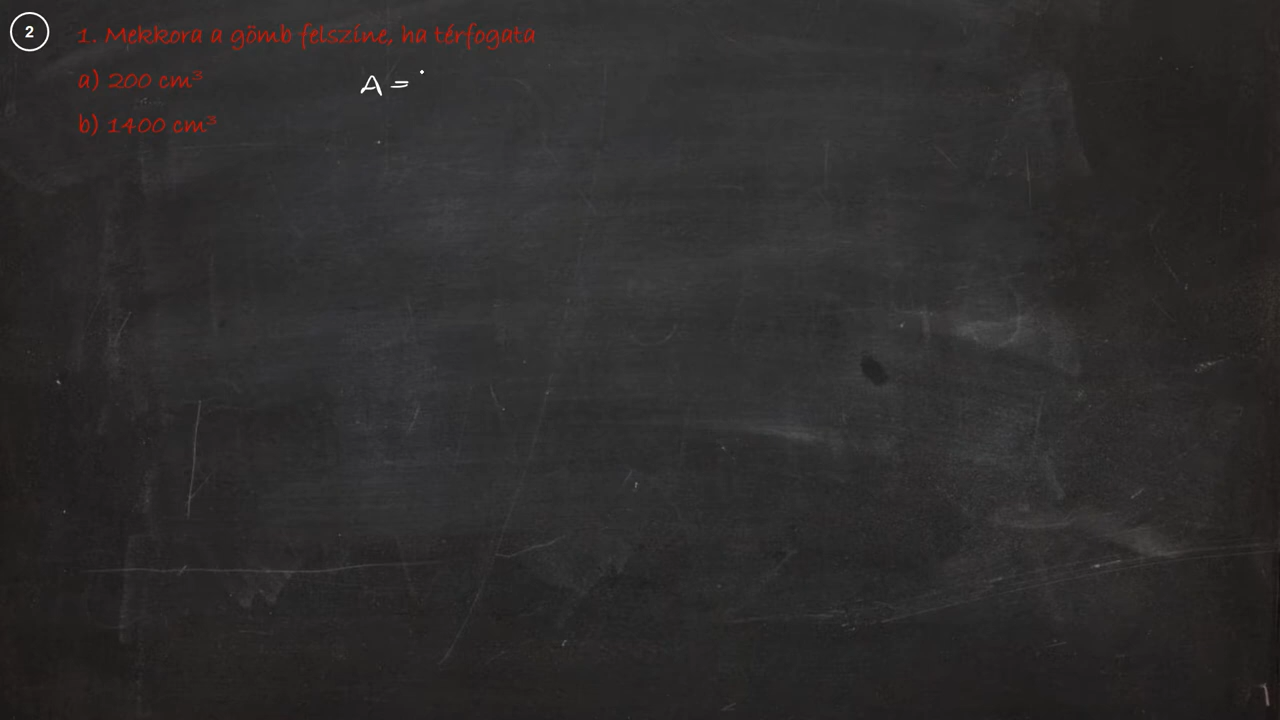 2
1. Mekkora a gömb felszíne, ha térfogata
a) 200 cm³
A =
b) 1400 cm³